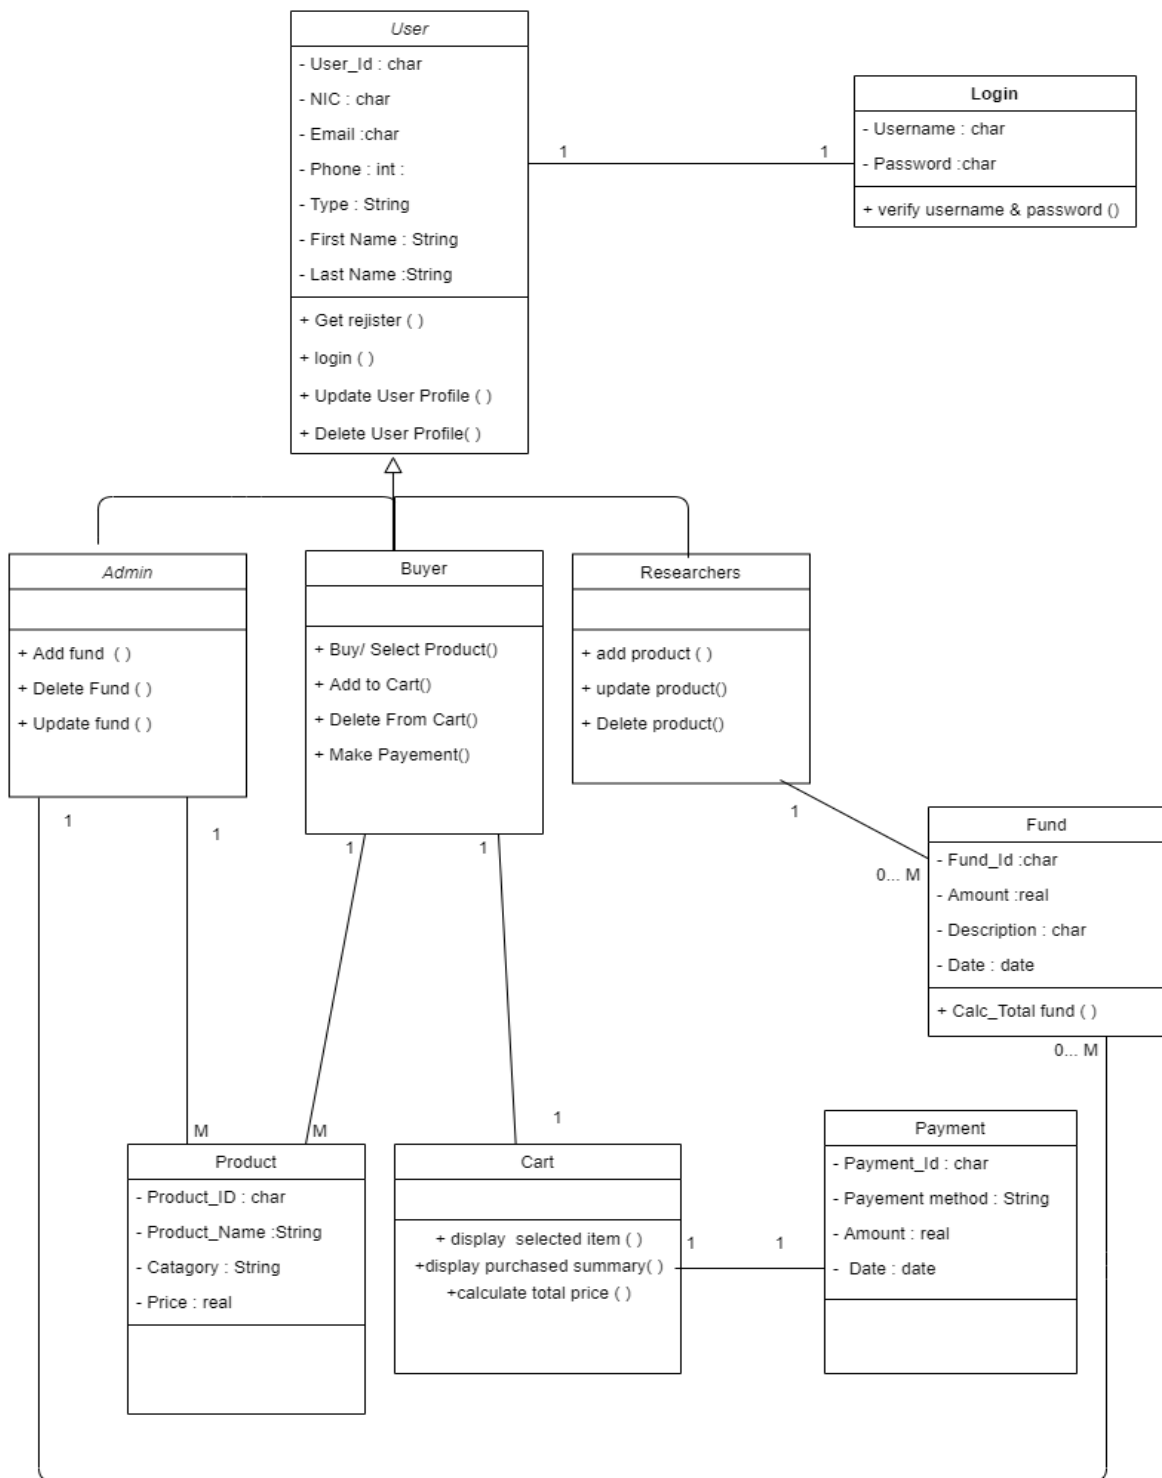 User
- User_Id : char
- NIC : char
- Email :char
- Phone : int :
- Type : String
- First Name : String
- Last Name :String
+ Get rejister ( )
+ login ( )
+ Update User Profile ( )
+ Delete User Profile( )
1
1
Login
- Username : char
- Password :char
+ verify username & password ()
Admin
+ Add fund ( )
+ Delete Fund ( )
+ Update fund ( )
Buyer
+ Buy/ Select Product()
+ Add to Cart()
+ Delete From Cart()
+ Make Payement()
Researchers
+ add product ( )
+ update product()
+ Delete product()
1
1
1
1
1
0... M
Fund
- Fund_Id :char
- Amount :real
- Description : char
- Date : date
+ Calc_Total fund ( )
0... M
M
M
1
Product
- Product_ID : char
- Product_Name :String
- Catagory : String
- Price : real
Cart
+ display selected item ( )
+display purchased summary( )
+calculate total price ( )
1
1
Payment
- Payment_Id : char
- Payement method : String
- Amount : real
- Date : date